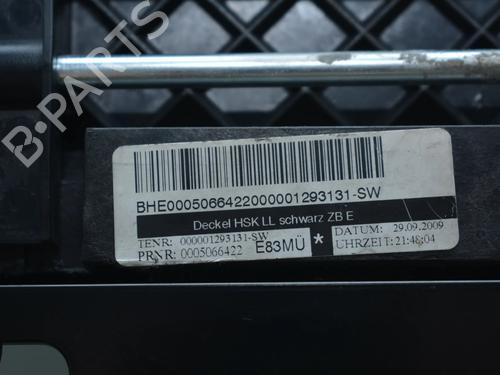 B-PARTS
BHE0005066422000001293131-SW
Deckel HSK LL schwarz ZB E
TENR: 000001293131-SW
PRNR: 0005066422
E83MÜ
*
DATUM: 29.09.2009
UHRZEIT: 21:48:04